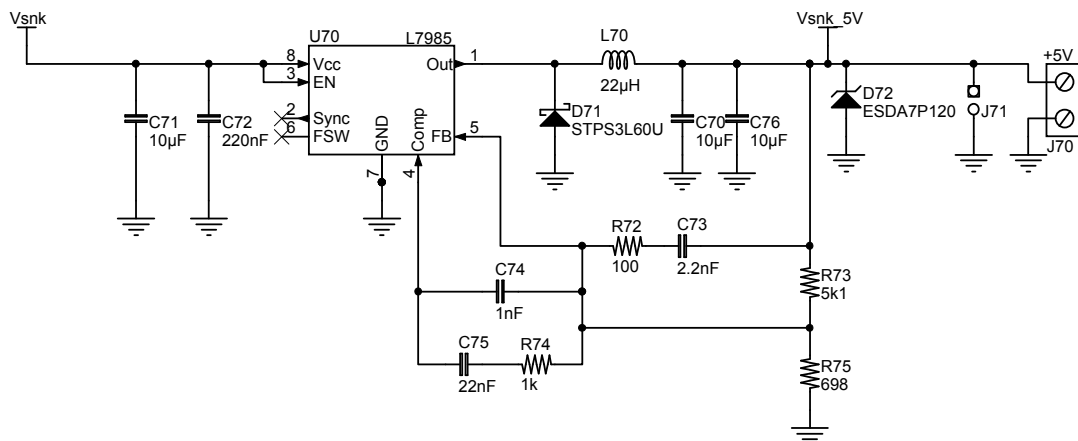 Vsnk
Vsnk_5V
U70
L7985
8
Vcc
3
EN
2
Sync
6
FSW
GND
7
Comp
4
Out
1
FB
5
C71
10µF
C72
220nF
L70
22µH
D71
STPS3L60U
C70
10µF
C76
10µF
D72
ESDA7P120
J71
+5V
J70
R72
100
C73
2.2nF
R73
5k1
C74
1nF
C75
22nF
R74
1k
R75
698